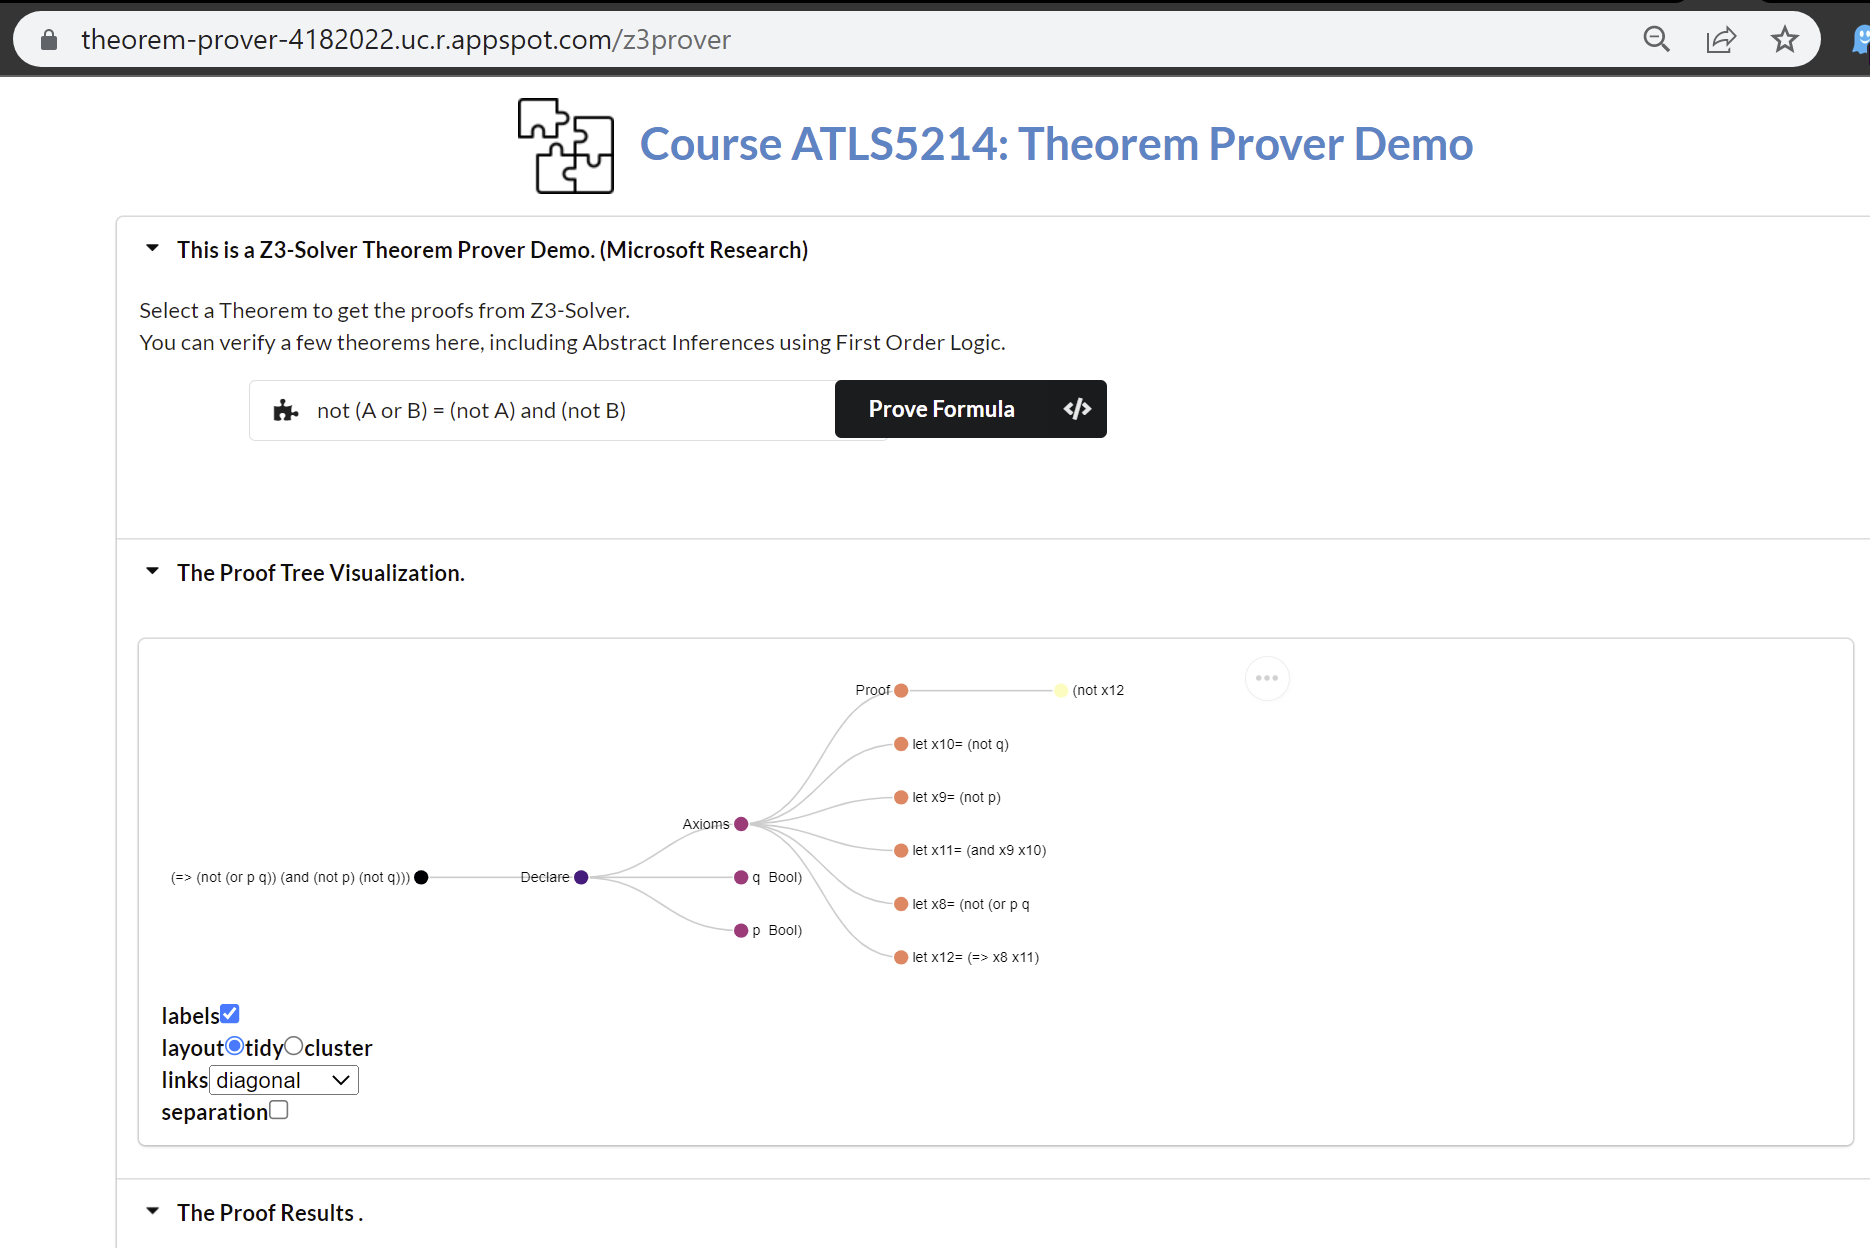 theorem-prover-4182022.uc.r.appspot.com/z3prover
Course ATLS5214: Theorem Prover Demo
This is a Z3-Solver Theorem Prover Demo. (Microsoft Research)
Select a Theorem to get the proofs from Z3-Solver.
You can verify a few theorems here, including Abstract Inferences using First Order Logic.
not (A or B) = (not A) and (not B)
Prove Formula </>
The Proof Tree Visualization.
Proof
(not x12
let x10= (not q)
let x9= (not p)
Axioms
let x11= (and x9 x10)
(=> (not (or p q)) (and (not p) (not q)))
Declare
q Bool)
let x8= (not (or p q
p Bool)
let x12= (=> x8 x11)
labels
layout tidy cluster
links diagonal
separation
The Proof Results .